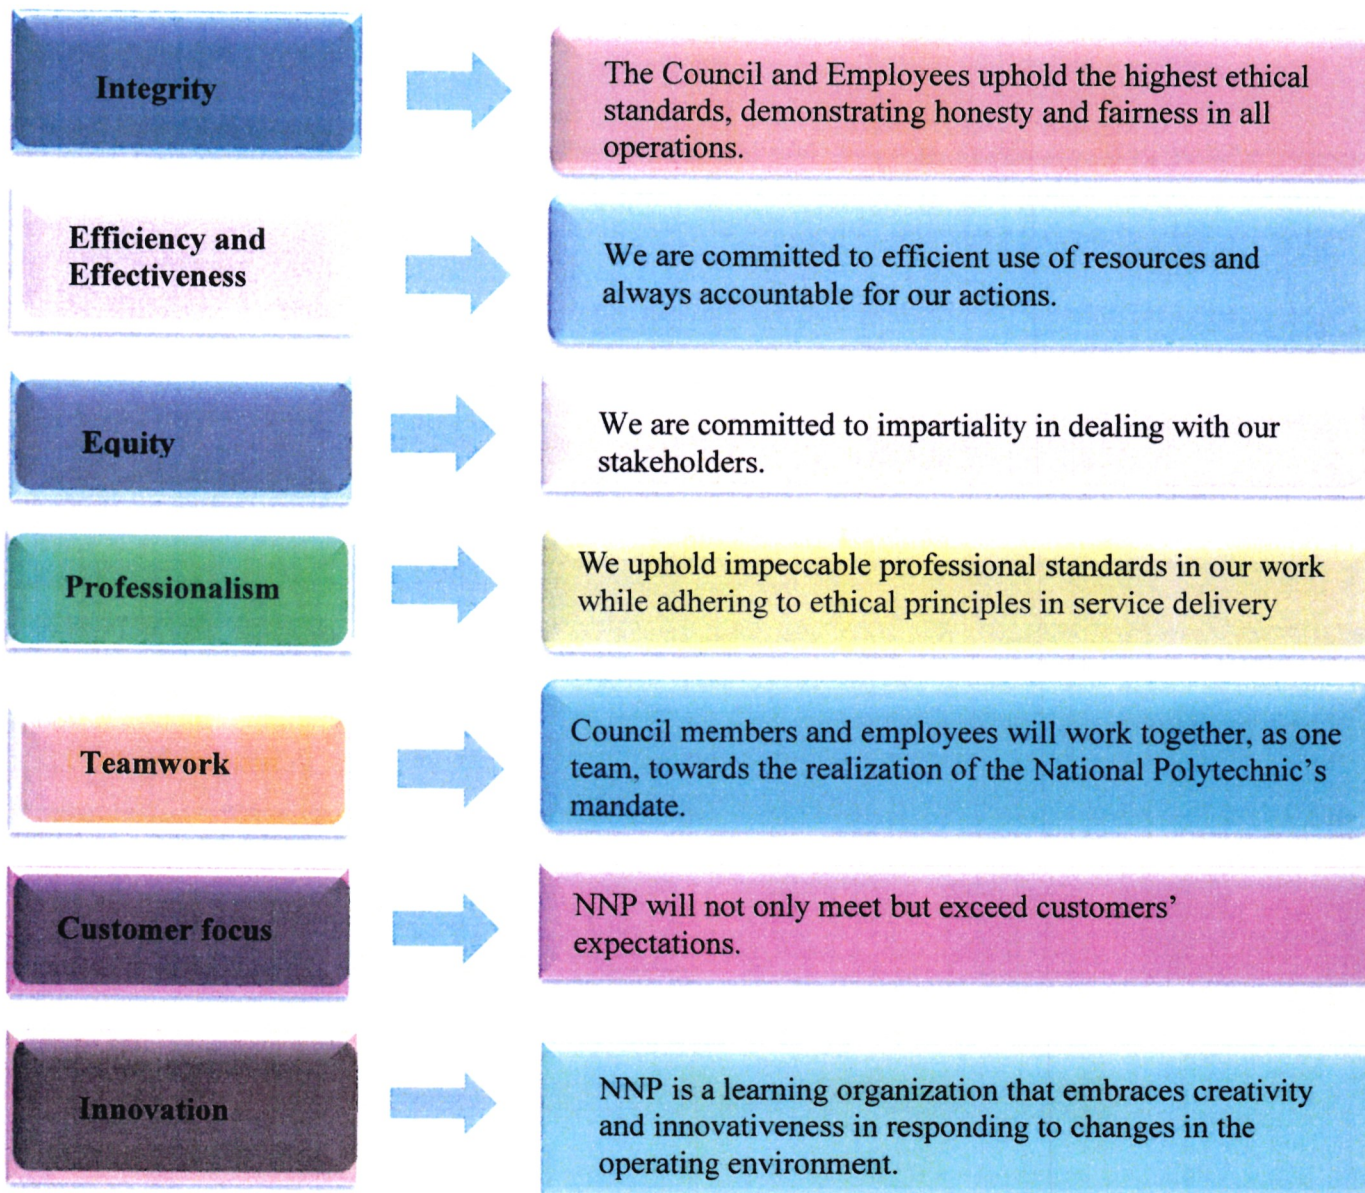 Integrity
The Council and Employees uphold the highest ethical
standards, demonstrating honesty and fairness in all
operations.
Efficiency and
Effectiveness
We are committed to efficient use of resources and
always accountable for our actions.
Equity
We are committed to impartiality in dealing with our
stakeholders.
Professionalism
We uphold impeccable professional standards in our work
while adhering to ethical principles in service delivery
Teamwork
Council members and employees will work together, as one
team, towards the realization of the National Polytechnic’s
mandate.
Customer focus
NNP will not only meet but exceed customers’
expectations.
Innovation
NNP is a learning organization that embraces creativity
and innovativeness in responding to changes in the
operating environment.